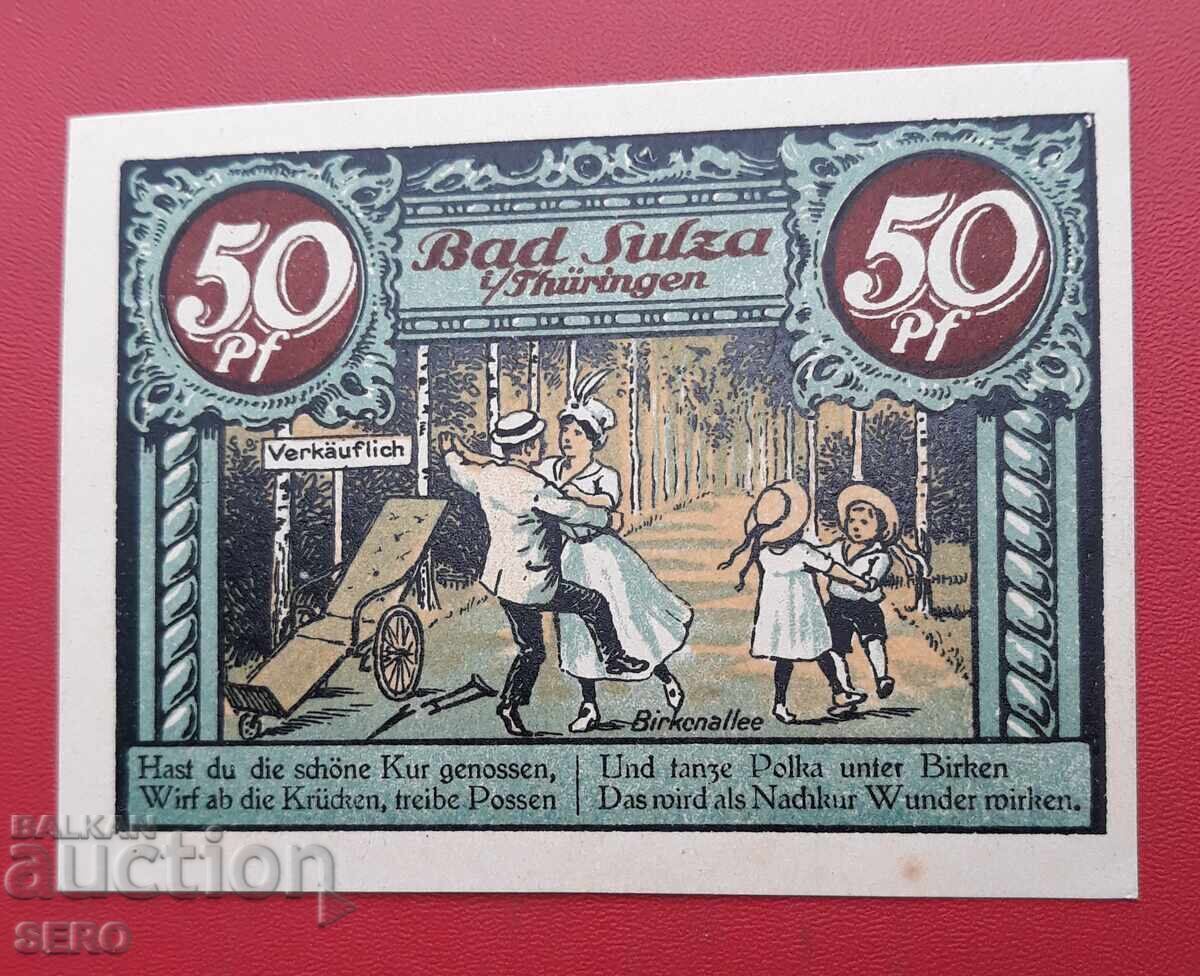 50
Pf
Bad Sulza
i/Thüringen
50
Pf
Verkäuflich
Birkenallee
Hast du die schöne Kur genossen,
Wirf ab die Krücken, treibe Possen
Und tanze Polka unter Birken
Das wird als Nachkur Wunder wirken.
BALKAN
auction
SERO